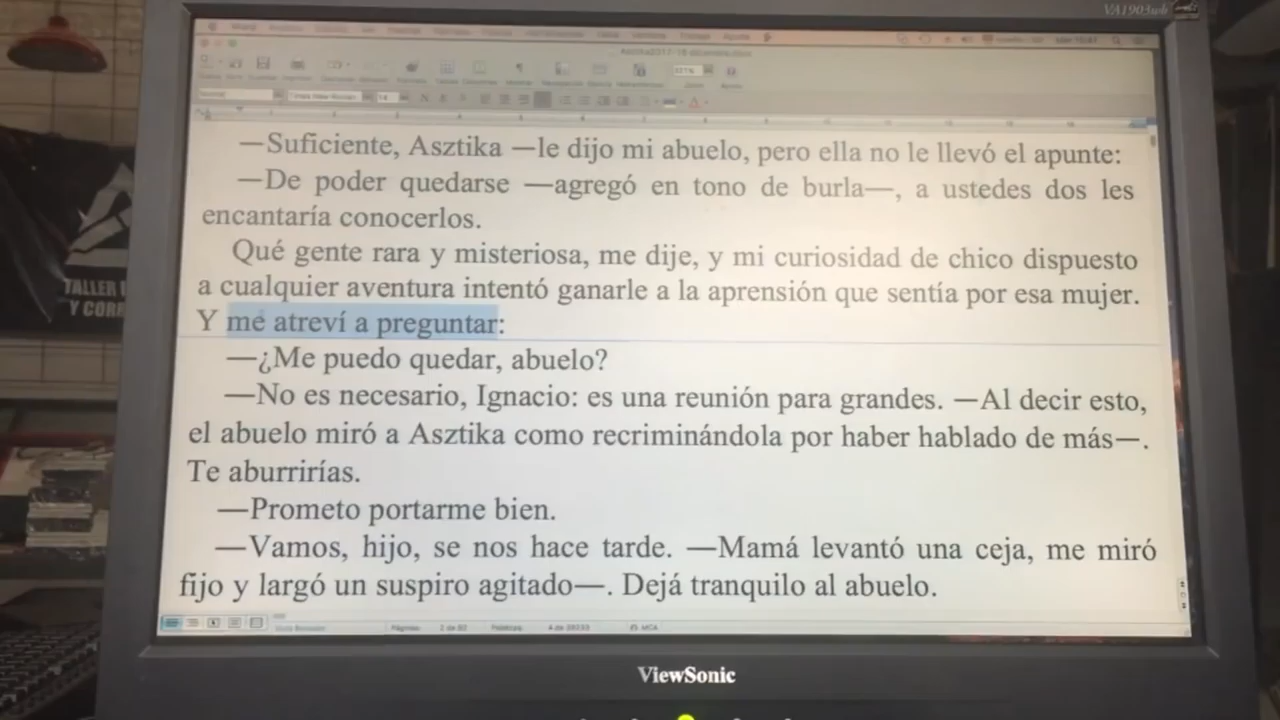 VA1903wb
—Suficiente, Asztika —le dijo mi abuelo, pero ella no le llevó el apunte:
—De poder quedarse —agregó en tono de burla—, a ustedes dos les
encantaría conocerlos.
Qué gente rara y misteriosa, me dije, y mi curiosidad de chico dispuesto
a cualquier aventura intentó ganarle a la aprensión que sentía por esa mujer.
Y me atreví a preguntar:
—¿Me puedo quedar, abuelo?
—No es necesario, Ignacio: es una reunión para grandes. —Al decir esto,
el abuelo miró a Asztika como recriminándola por haber hablado de más—.
Te aburrirías.
—Prometo portarme bien.
—Vamos, hijo, se nos hace tarde. —Mamá levantó una ceja, me miró
fijo y largó un suspiro agitado—. Dejá tranquilo al abuelo.
TALLER
Y CORR
ViewSonic